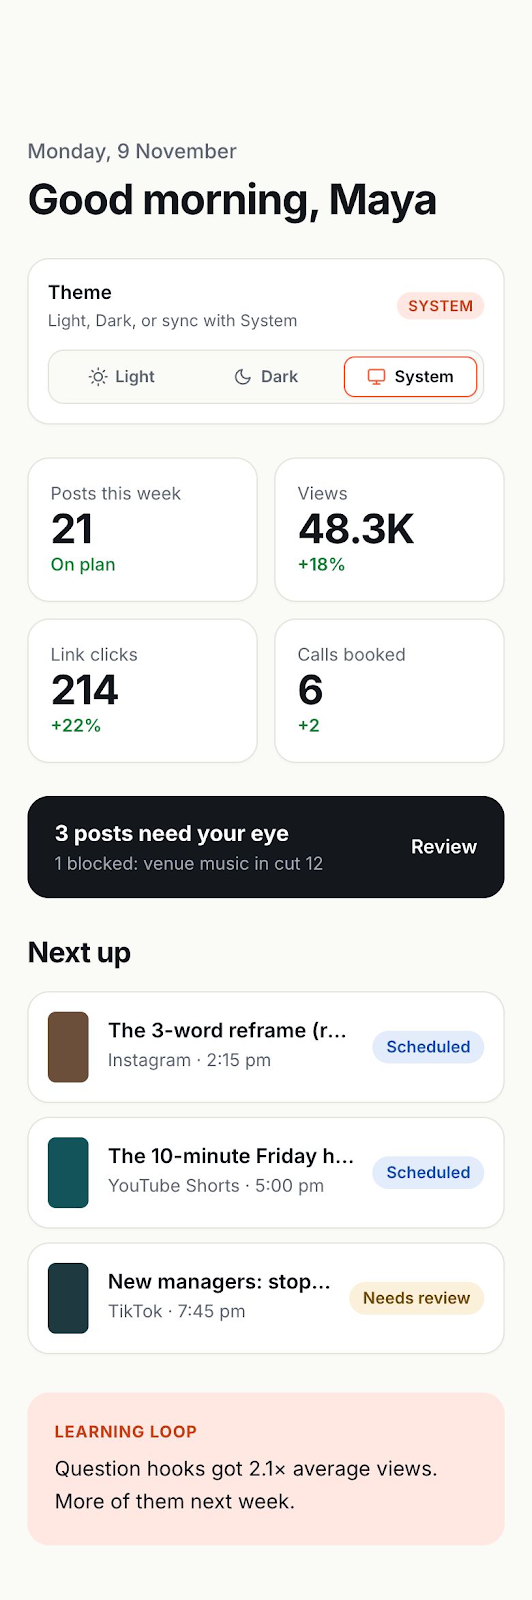 Monday, 9 November
Good morning, Maya
Theme
Light, Dark, or sync with System
SYSTEM
Light
Dark
System
Posts this week
21
On plan
Views
48.3K
+18%
Link clicks
214
+22%
Calls booked
6
+2
3 posts need your eye
1 blocked: venue music in cut 12
Review
Next up
The 3-word reframe (r...
Instagram · 2:15 pm
Scheduled
The 10-minute Friday h...
YouTube Shorts · 5:00 pm
Scheduled
New managers: stop...
TikTok · 7:45 pm
Needs review
LEARNING LOOP
Question hooks got 2.1× average views.
More of them next week.